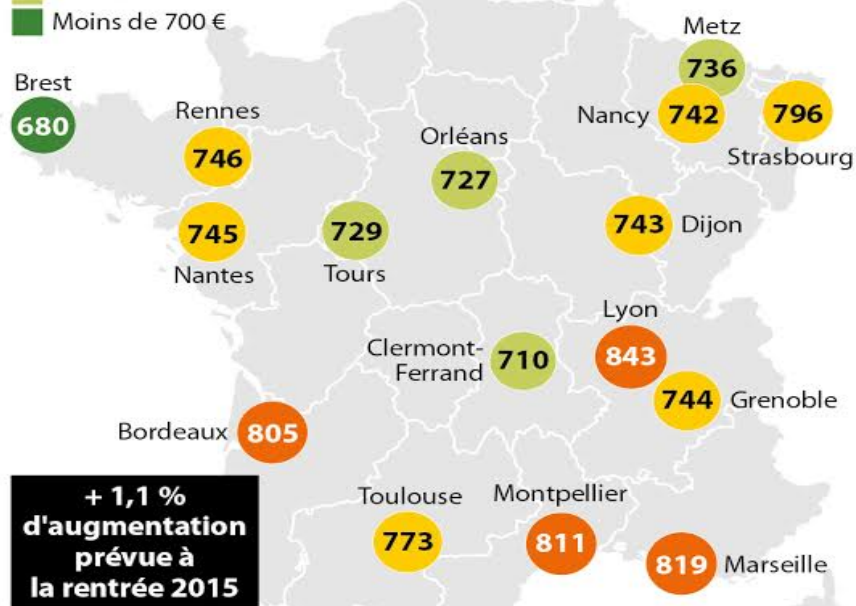 Moins de 700 €
Metz
736
Brest
680
Rennes
746
Nancy
742
796
Strasbourg
Orléans
727
745
Nantes
729
Tours
743
Dijon
Lyon
843
Clermont-
Ferrand
710
744
Grenoble
Bordeaux
805
Toulouse
773
Montpellier
811
819
Marseille
+ 1,1 %
d'augmentation
prévue à
la rentrée 2015